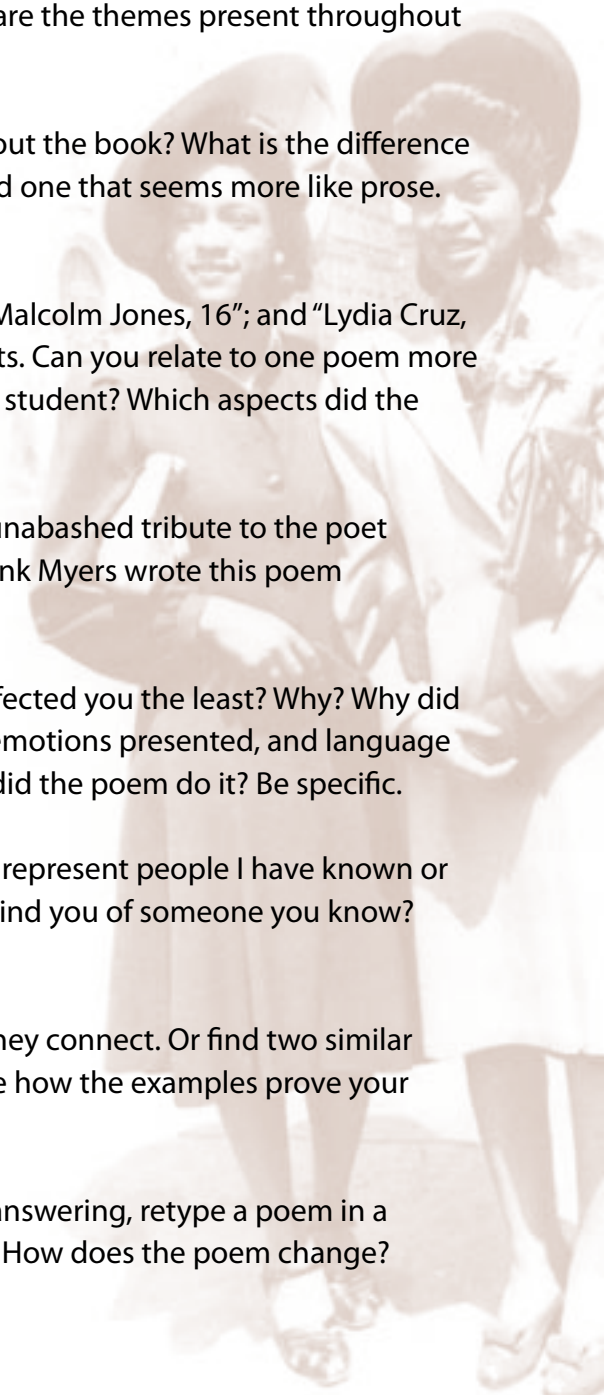 are the themes present throughout
out the book? What is the difference
d one that seems more like prose.
Malcolm Jones, 16”; and “Lydia Cruz,
ts. Can you relate to one poem more
student? Which aspects did the
unabashed tribute to the poet
nk Myers wrote this poem
fected you the least? Why? Why did
emotions presented, and language
did the poem do it? Be specific.
represent people I have known or
ind you of someone you know?
hey connect. Or find two similar
e how the examples prove your
answering, retype a poem in a
How does the poem change?